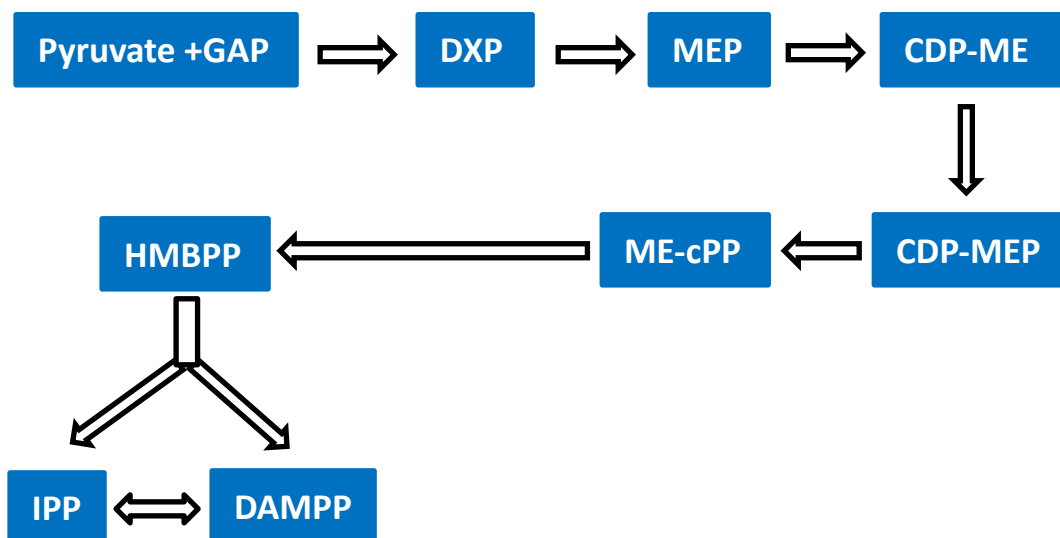 Pyruvate +GAP
DXP
MEP
CDP-ME
CDP-MEP
ME-cPP
HMBPP
IPP
DAMPP